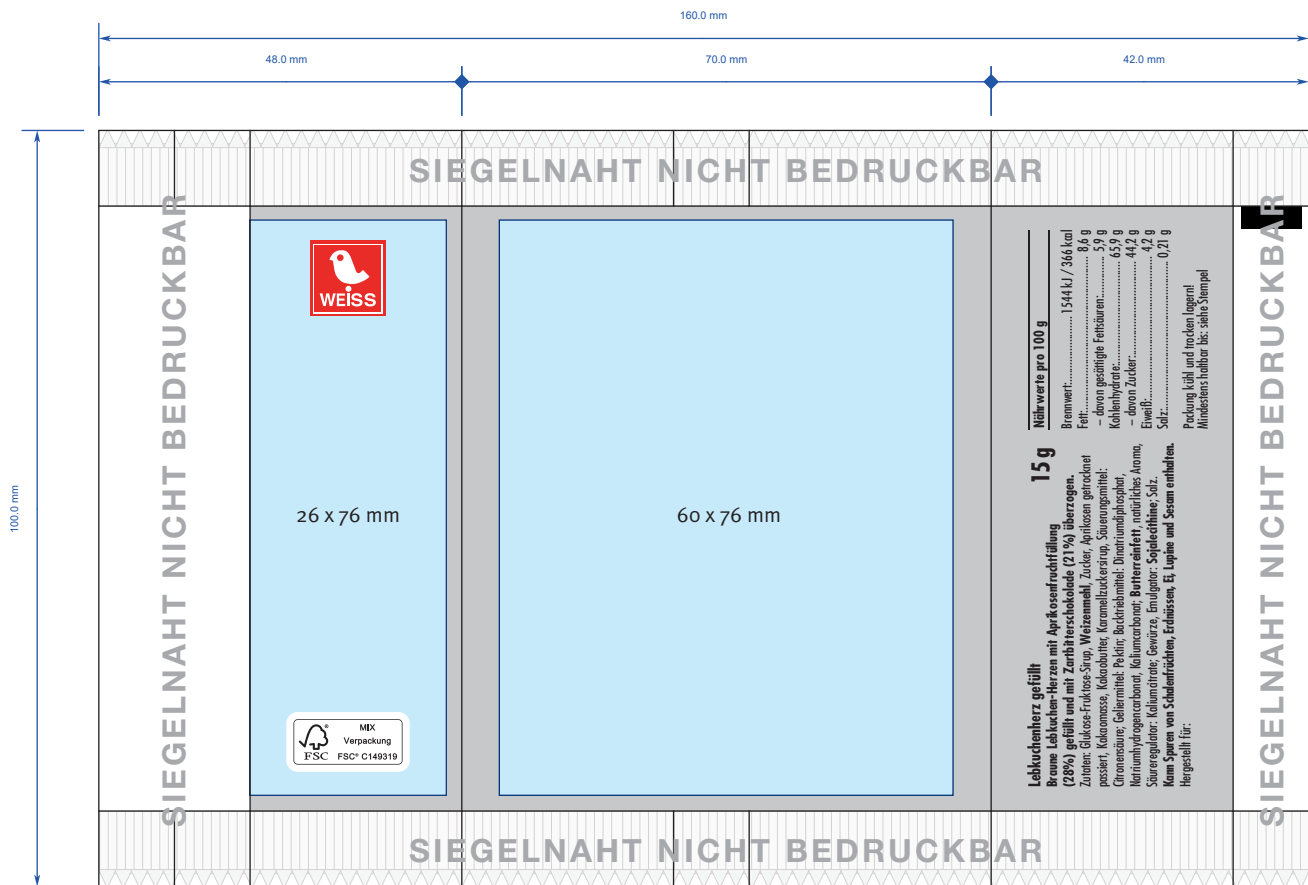 160.0 mm
48.0 mm
70.0 mm
42.0 mm
100.0 mm
SIEGELNAHT NICHT BEDRUCKBAR
SIEGELNAHT NICHT BEDRUCKBAR
WEISS
26 x 76 mm
MIX
Verpackung
FSC® C149319
FSC
60 x 76 mm
Lebkuchenherz gefüllt 15 g
Braune Lebkuchen-Herzen mit Aprikosenfruchtfüllung
(28%) gefüllt und mit Zartbitterschokolade (21%) überzogen.
Zutaten: Glukose-Fruktose-Sirup, Weizenmehl, Zucker, Aprikosen getrocknet
passiert, Kakaomasse, Kakaobutter, Karamellzuckersirup, Säuerungsmittel:
Citronensäure; Geliermittel: Pektin; Backtriebmittel: Dinatriumdiphosphat,
Natriumhydrogencarbonat, Kaliumcarbonat; Butterreinfett, natürliches Aroma,
Säureregulator: Kaliumcitrate; Gewürze, Emulgator: Sojalecithine; Salz.
Kann Spuren von Schalenfrüchten, Erdnüssen, Ei, Lupine und Sesam enthalten.
Hergestellt für:
Nährwerte pro 100 g
Brennwert:.................. 1544 kJ / 366 kcal
Fett:.................. 8,6 g
– davon gesättigte Fettsäuren:.......... 5,9 g
Kohlenhydrate:.................. 65,9 g
– davon Zucker:.................. 44,2 g
Eiweiß:.................. 4,2 g
Salz:.................. 0,21 g
Packung kühl und trocken lagern!
Mindestens haltbar bis: siehe Stempel
SIEGELNAHT NICHT BEDRUCKBAR
SIEGELNAHT NICHT BEDRUCKBAR